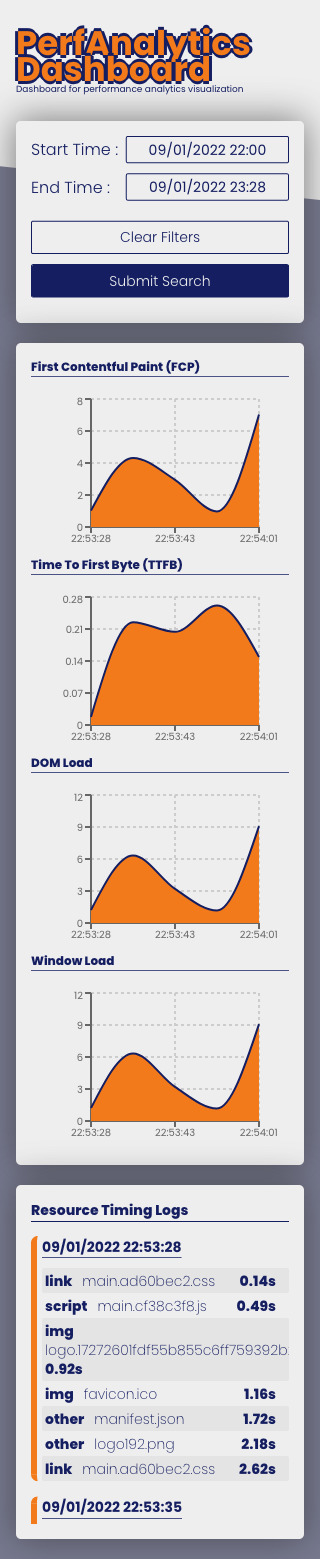 PerfAnalytics
Dashboard
Dashboard for performance analytics visualization
Start Time : 09/01/2022 22:00
End Time : 09/01/2022 23:28
Clear Filters
Submit Search
First Contentful Paint (FCP)
8
6
4
2
0
22:53:28 22:53:43 22:54:01
Time To First Byte (TTFB)
0.28
0.21
0.14
0.07
0
22:53:28 22:53:43 22:54:01
DOM Load
12
9
6
3
0
22:53:28 22:53:43 22:54:01
Window Load
12
9
6
3
0
22:53:28 22:53:43 22:54:01
Resource Timing Logs
09/01/2022 22:53:28
link main.ad60bec2.css 0.14s
script main.cf38c3f8.js 0.49s
img
logo.17272601fdf55b855c6ff759392b
0.92s
img favicon.ico 1.16s
other manifest.json 1.72s
other logo192.png 2.18s
link main.ad60bec2.css 2.62s
09/01/2022 22:53:35